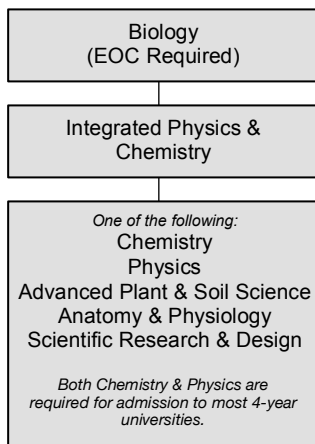 Biology
(EOC Required)
Integrated Physics &
Chemistry
One of the following:
Chemistry
Physics
Advanced Plant & Soil Science
Anatomy & Physiology
Scientific Research & Design
Both Chemistry & Physics are
required for admission to most 4-year
universities.